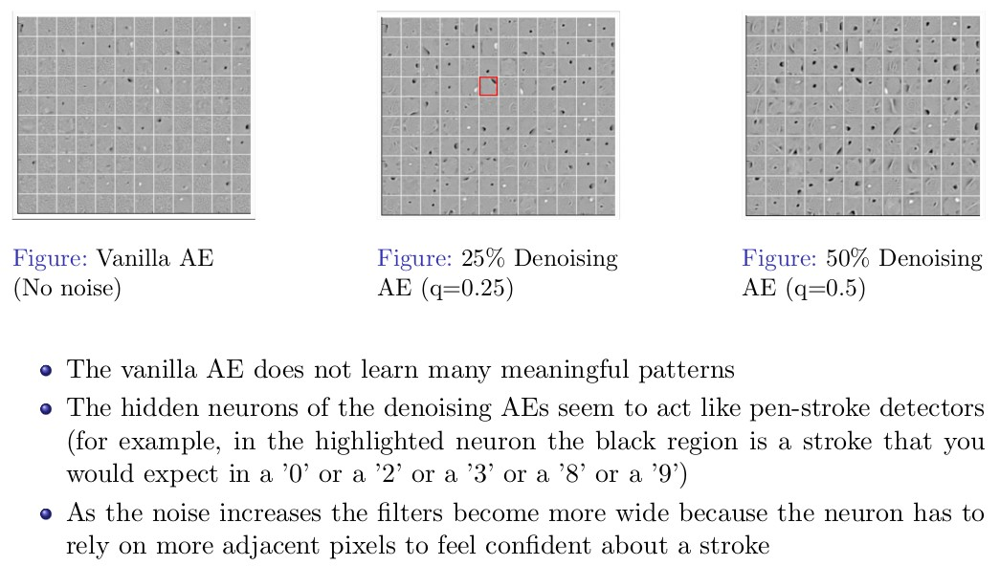 Figure: Vanilla AE
(No noise)
Figure: 25% Denoising
AE (q=0.25)
Figure: 50% Denoising
AE (q=0.5)
The vanilla AE does not learn many meaningful patterns
The hidden neurons of the denoising AEs seem to act like pen-stroke detectors
(for example, in the highlighted neuron the black region is a stroke that you
would expect in a ’0’ or a ’2’ or a ’3’ or a ’8’ or a ’9’)
As the noise increases the filters become more wide because the neuron has to
rely on more adjacent pixels to feel confident about a stroke